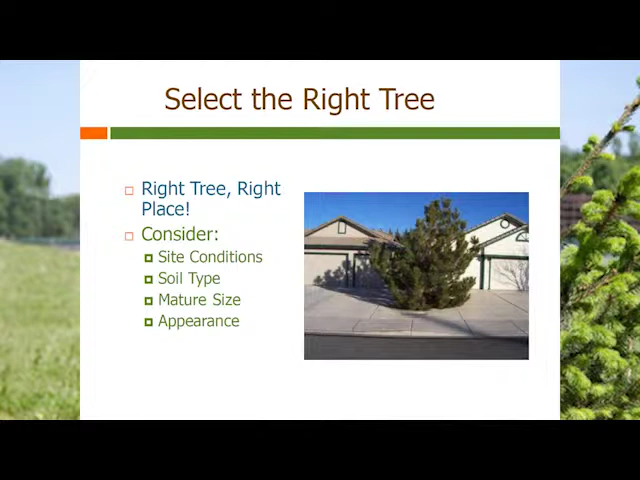 Select the Right Tree
Right Tree, Right
Place!
Consider:
Site Conditions
Soil Type
Mature Size
Appearance